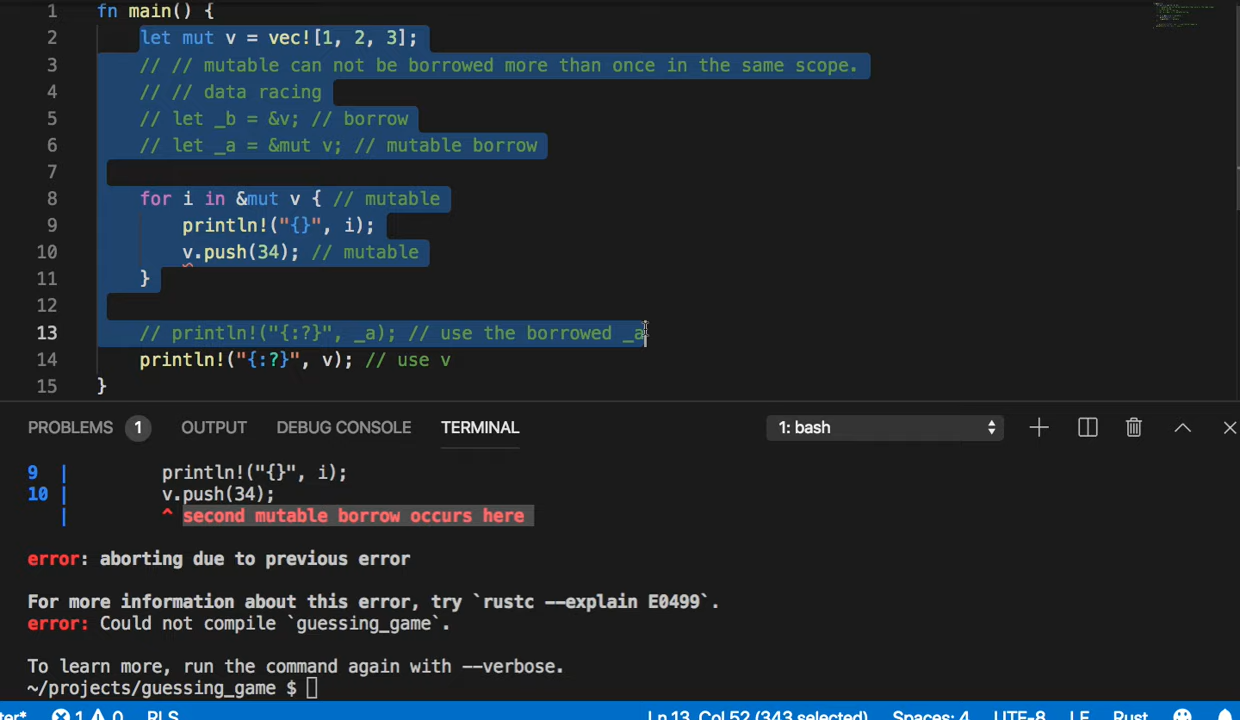 1 fn main() {
2 let mut v = vec![1, 2, 3];
3 // // mutable can not be borrowed more than once in the same scope.
4 // // data racing
5 // let _b = &v; // borrow
6 // let _a = &mut v; // mutable borrow
7
8 for i in &mut v { // mutable
9 println!("{}", i);
10 v.push(34); // mutable
11 }
12
13 // println!("{:?}", _a); // use the borrowed _a
14 println!("{:?}", v); // use v
15 }
PROBLEMS 1 OUTPUT DEBUG CONSOLE TERMINAL 1: bash
9 | println!("{}", i);
10 | v.push(34);
| ^ second mutable borrow occurs here
error: aborting due to previous error
For more information about this error, try `rustc --explain E0499`.
error: Could not compile `guessing_game`.
To learn more, run the command again with --verbose.
~/projects/guessing_game $
1 0 RLS Ln 13, Col 52 (343 selected) Spaces: 4 UTF-8 LF Rust